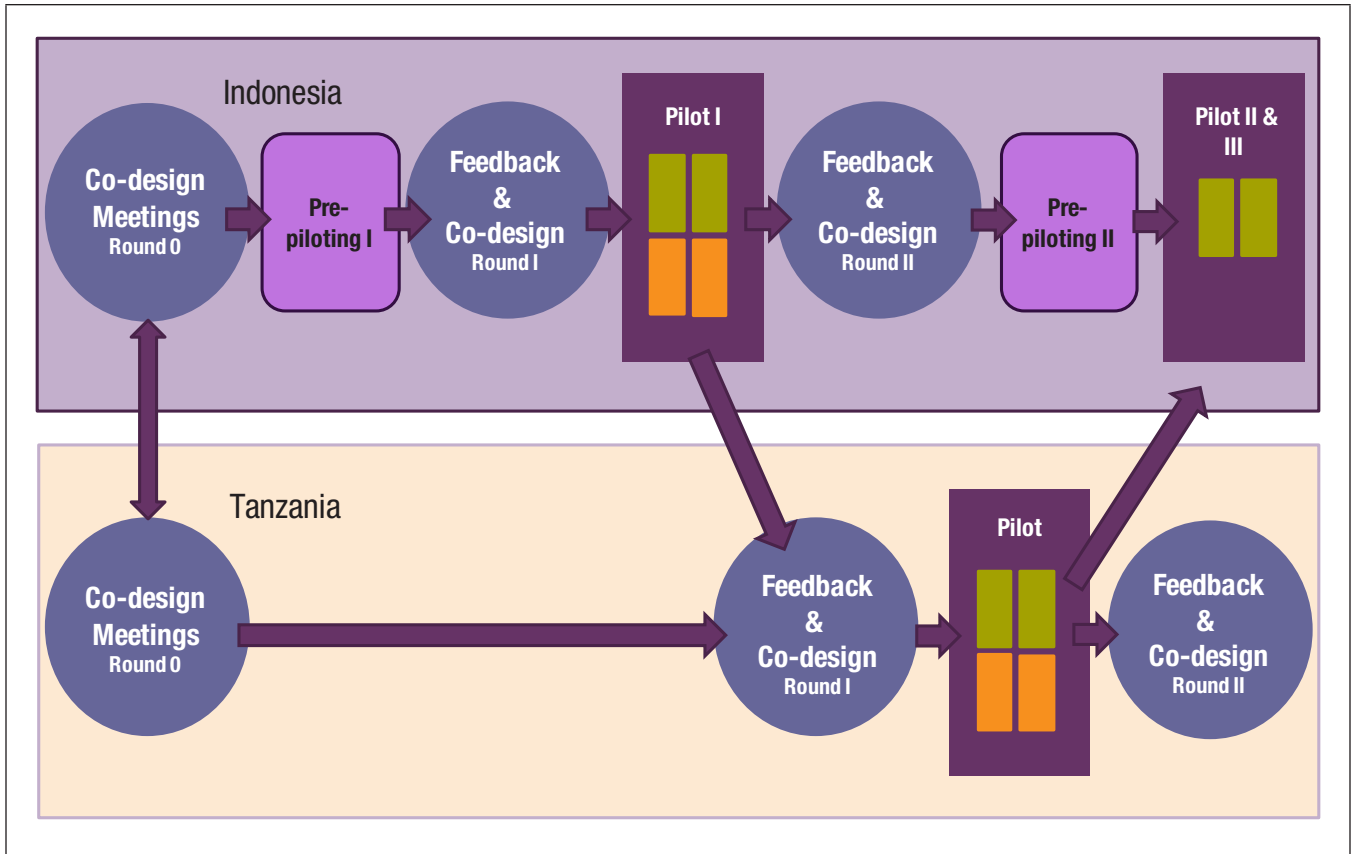 Indonesia
Co-design
Meetings
Round 0
Pre-
piloting I
Feedback
&
Co-design
Round I
Pilot I
Feedback
&
Co-design
Round II
Pre-
piloting II
Pilot II &
III
Tanzania
Co-design
Meetings
Round 0
Feedback
&
Co-design
Round I
Pilot
Feedback
&
Co-design
Round II